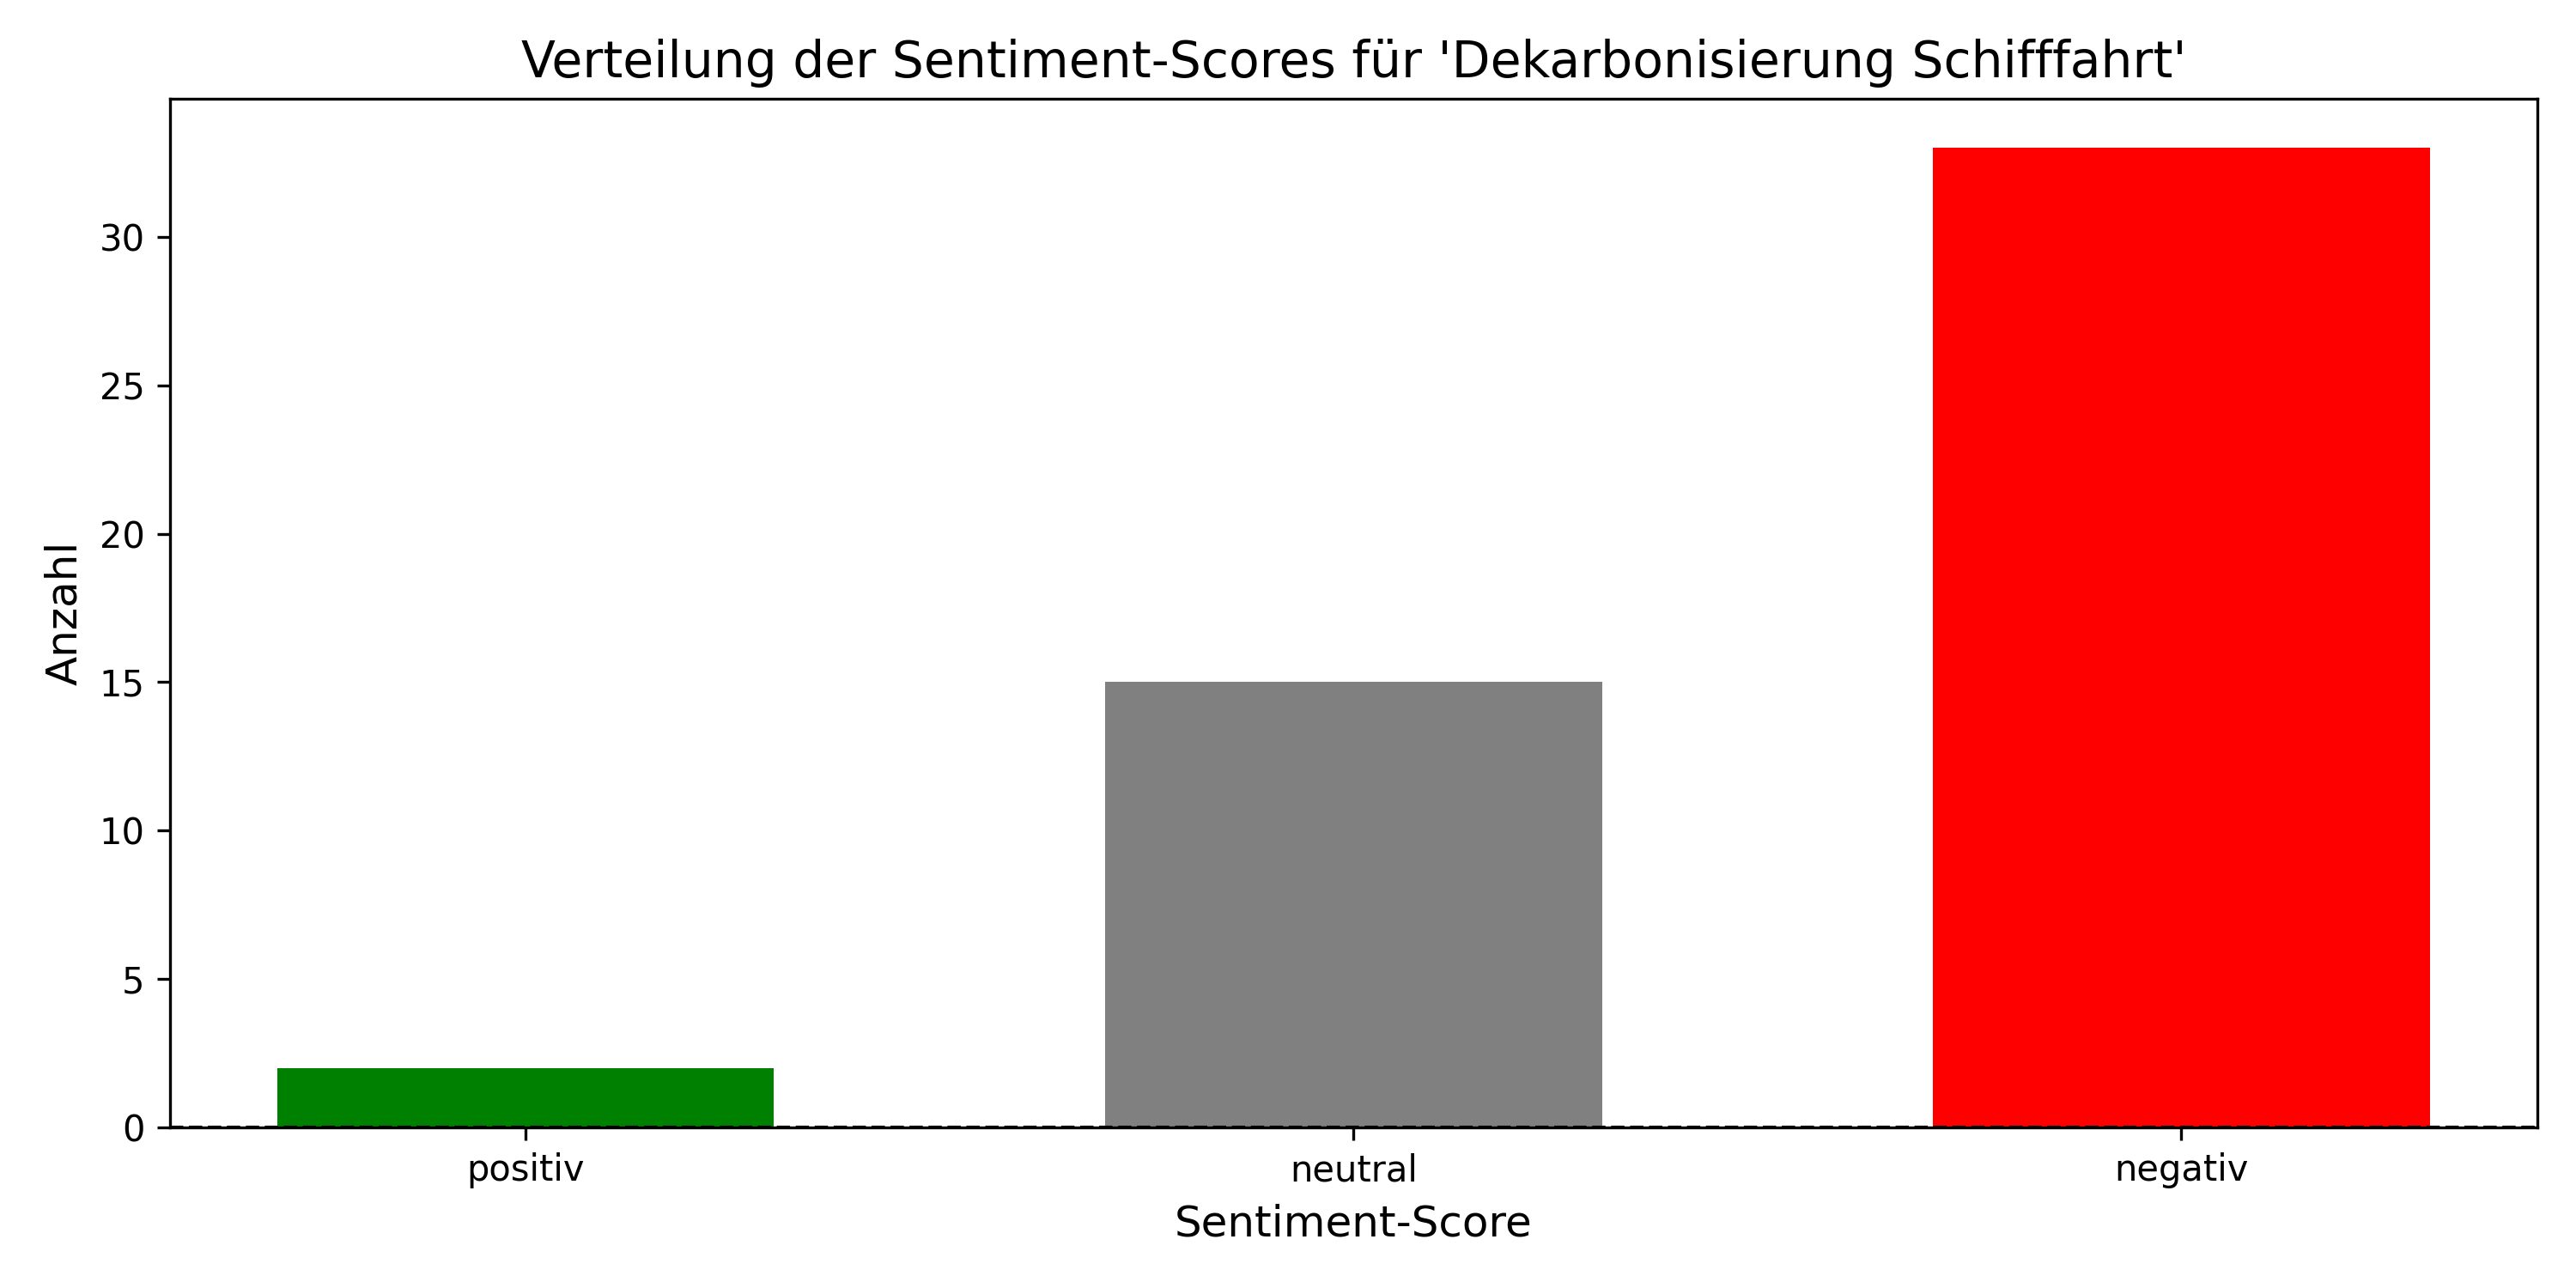 Verteilung der Sentiment-Scores für 'Dekarbonisierung Schifffahrt'
Anzahl
30
25
20
15
10
5
0
positiv neutral negativ
Sentiment-Score